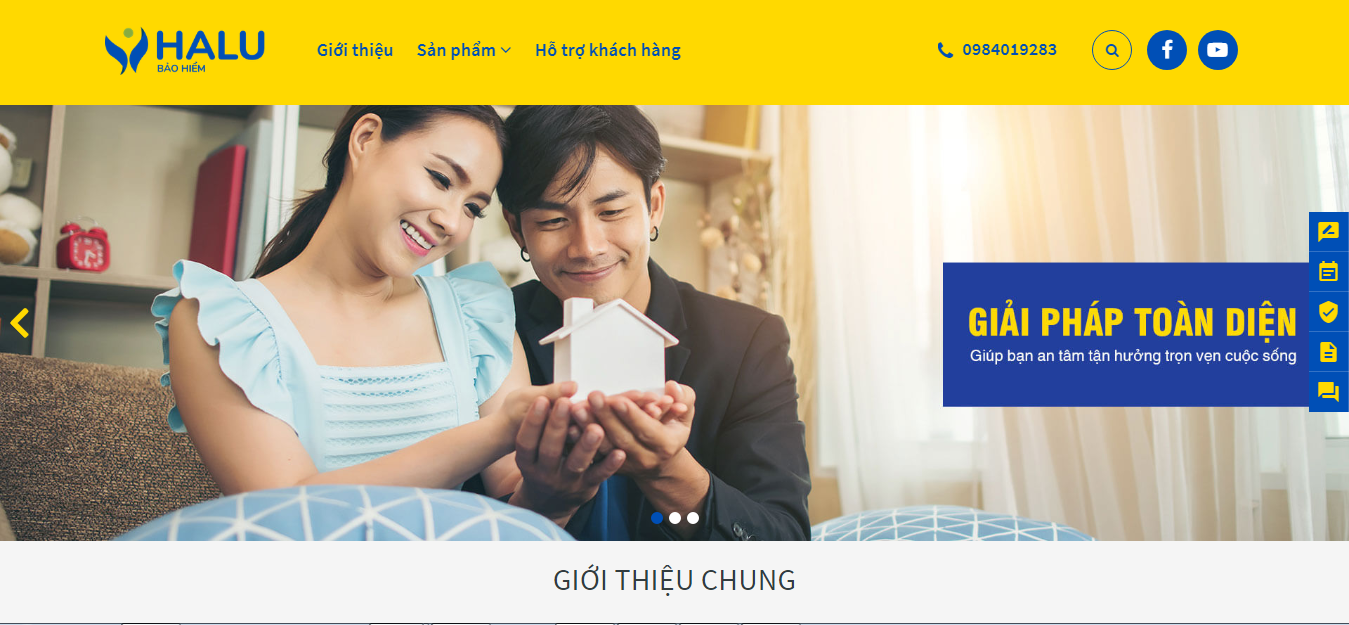 HALU
BẢO HIỂM
Giới thiệu
Sản phẩm
Hỗ trợ khách hàng
0984019283
GIẢI PHÁP TOÀN DIỆN
Giúp bạn an tâm tận hưởng trọn vẹn cuộc sống
GIỚI THIỆU CHUNG